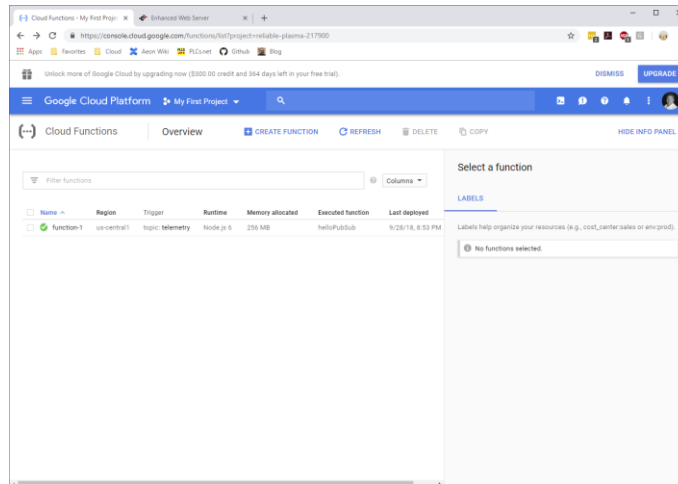 Cloud Functions - My First Projec
Enhanced Web Server
https://console.cloud.google.com/functions/list?project=reliable-plasma-217900
Apps Favorites Cloud Aeon Wiki PLCs.net Github Blog
Unlock more of Google Cloud by upgrading now ($300.00 credit and 364 days left in your free trial).
DISMISS
UPGRADE
Google Cloud Platform
My First Project
Cloud Functions
Overview
CREATE FUNCTION
REFRESH
DELETE
COPY
HIDE INFO PANEL
Filter functions
Columns
Name Region Trigger Runtime Memory allocated Executed function Last deployed
function-1 us-central1 topic: telemetry Node.js 6 256 MB helloPubSub 9/28/18, 8:53 PM
Select a function
LABELS
Labels help organize your resources (e.g., cost_center:sales or env:prod).
No functions selected.